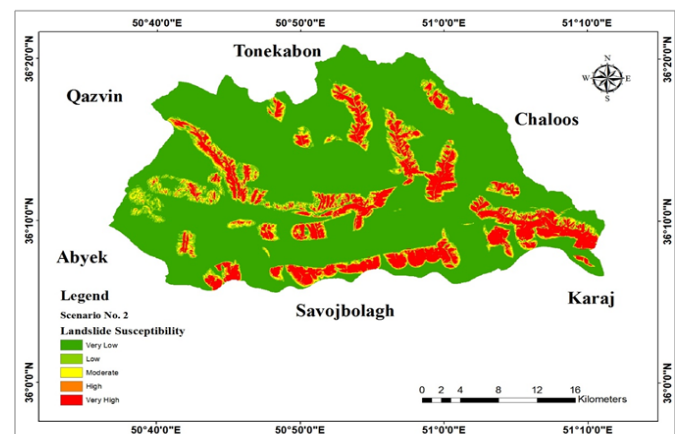 50°40'0"E 50°50'0"E 51°0'0"E 51°10'0"E
36°20'0"N
36°20'0"N
Tonekabon
N
W E
S
Qazvin
Chaloos
36°10'0"N
36°10'0"N
Abyek
Karaj
Savojbolagh
Legend
Scenario No. 2
Landslide Susceptibility
Very Low
Low
Moderate
High
Very High
36°0'0"N
36°0'0"N
0 2 4 8 12 16
Kilometers
50°40'0"E 50°50'0"E 51°0'0"E 51°10'0"E